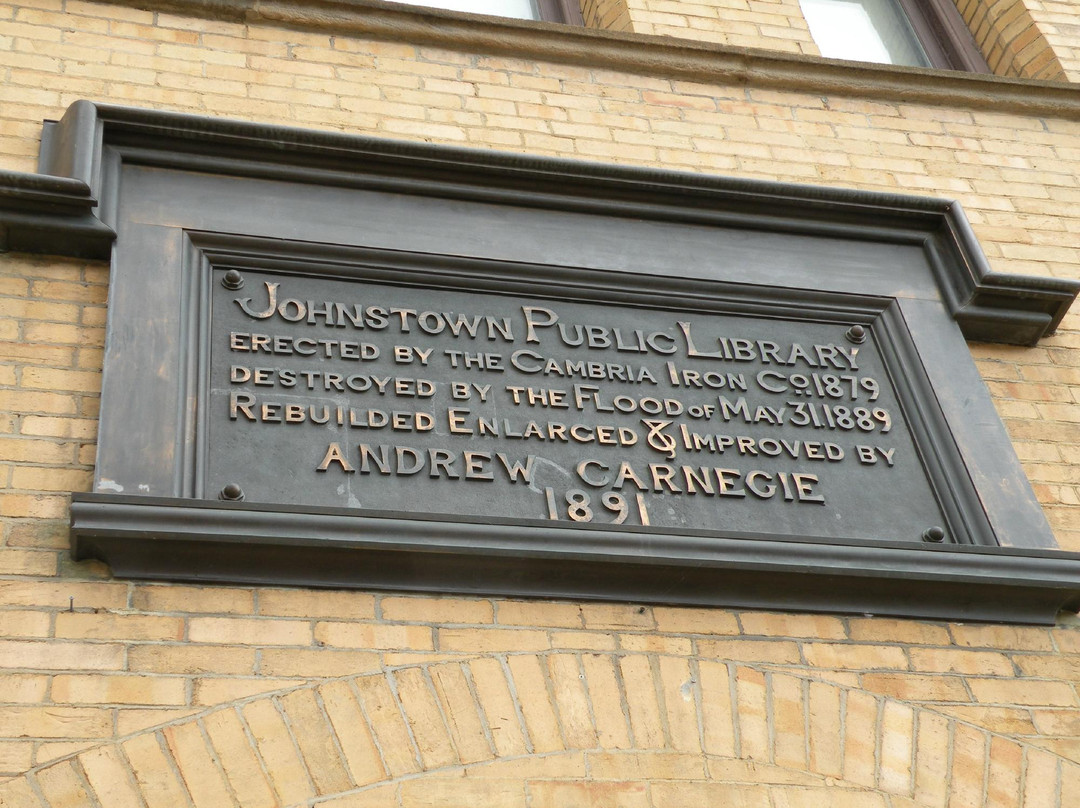 Johnstown Public Library
erected by the Cambria Iron Co. 1879
destroyed by the Flood of May 31. 1889
Rebuilded Enlarced & Improved by
Andrew Carnegie
1891